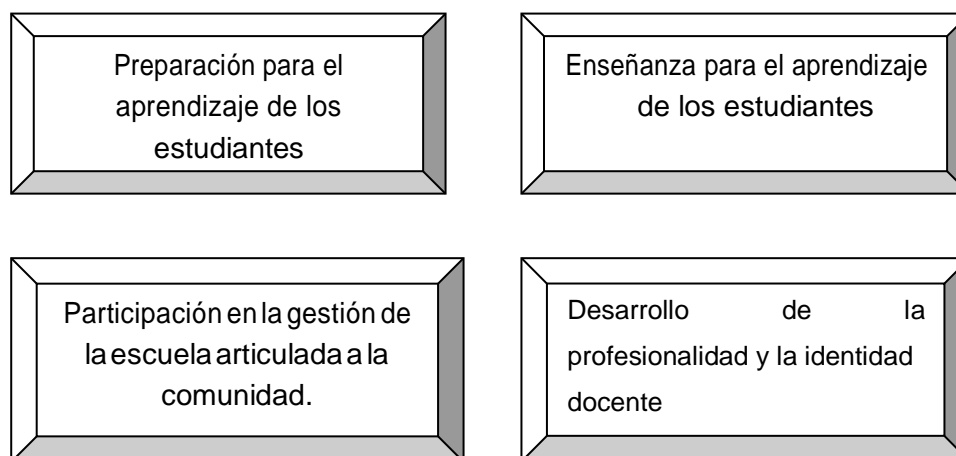 Preparación para el
aprendizaje de los
estudiantes
Enseñanza para el aprendizaje
de los estudiantes
Participación en la gestión de
la escuela articulada a la
comunidad.
Desarrollo de la
profesionalidad y la identidad
docente